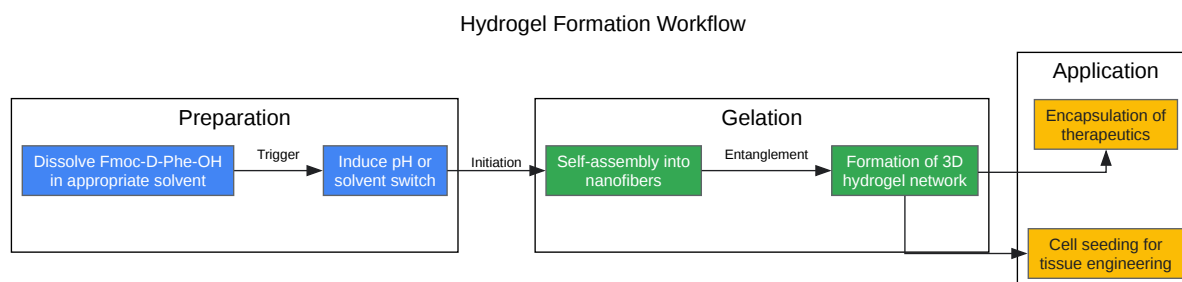 Hydrogel Formation Workflow
Preparation
Dissolve Fmoc-D-Phe-OH
in appropriate solvent
Trigger
Induce pH or
solvent switch
Initiation
Gelation
Self-assembly into
nanofibers
Entanglement
Formation of 3D
hydrogel network
Application
Encapsulation of
therapeutics
Cell seeding for
tissue engineering